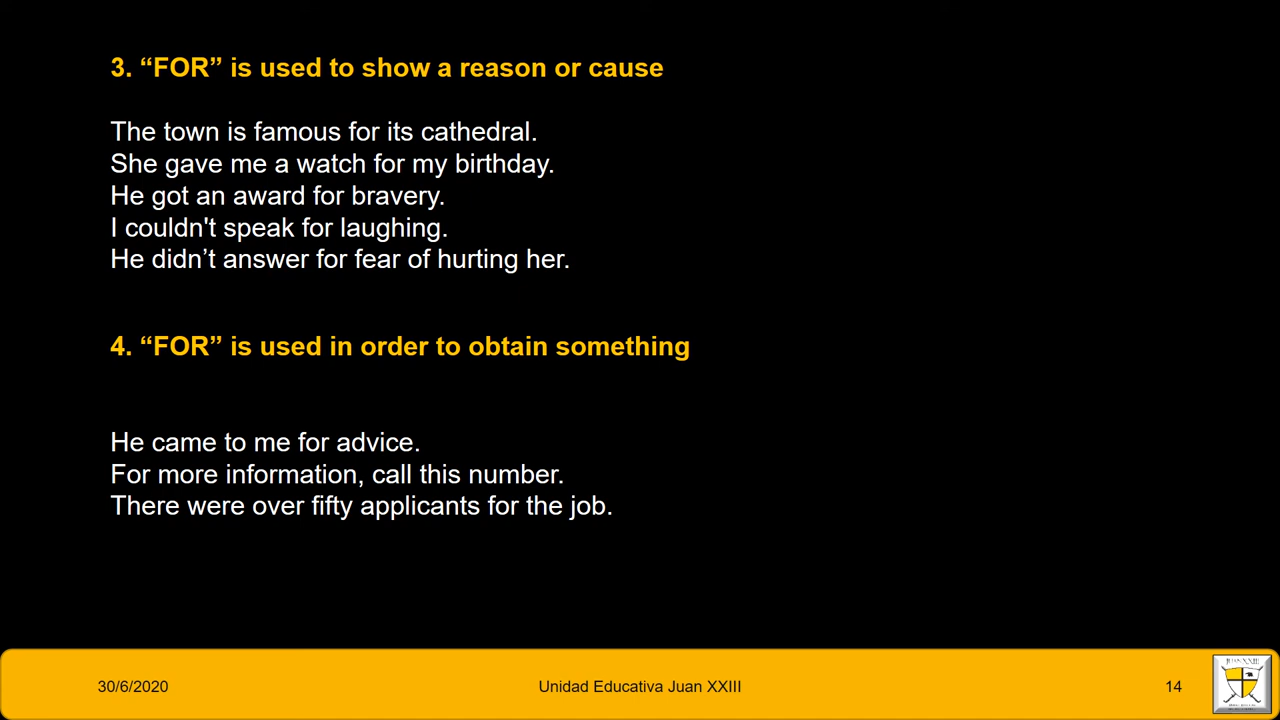 3. “FOR” is used to show a reason or cause
The town is famous for its cathedral.
She gave me a watch for my birthday.
He got an award for bravery.
I couldn't speak for laughing.
He didn’t answer for fear of hurting her.
4. “FOR” is used in order to obtain something
He came to me for advice.
For more information, call this number.
There were over fifty applicants for the job.
30/6/2020
Unidad Educativa Juan XXIII
14
JUAN XXIII